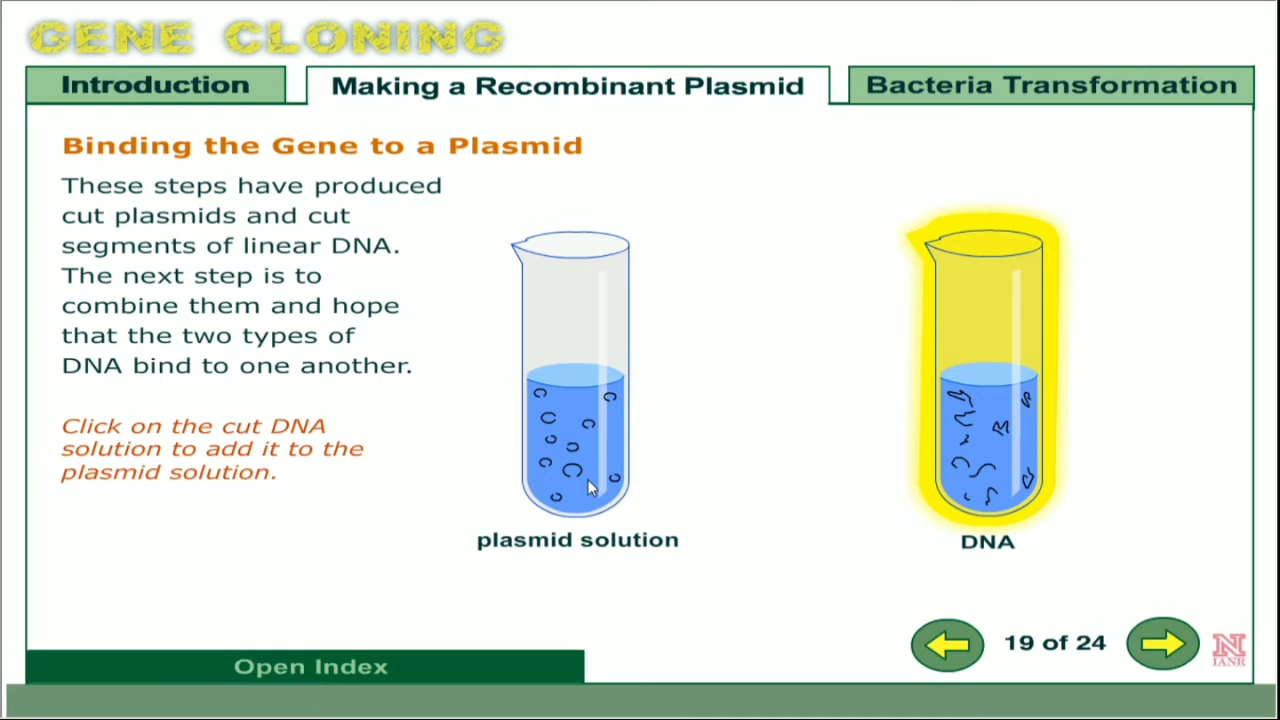 GENE CLONING
Introduction
Making a Recombinant Plasmid
Bacteria Transformation
Binding the Gene to a Plasmid
These steps have produced
cut plasmids and cut
segments of linear DNA.
The next step is to
combine them and hope
that the two types of
DNA bind to one another.
Click on the cut DNA
solution to add it to the
plasmid solution.
plasmid solution
DNA
19 of 24
N
IANR
Open Index